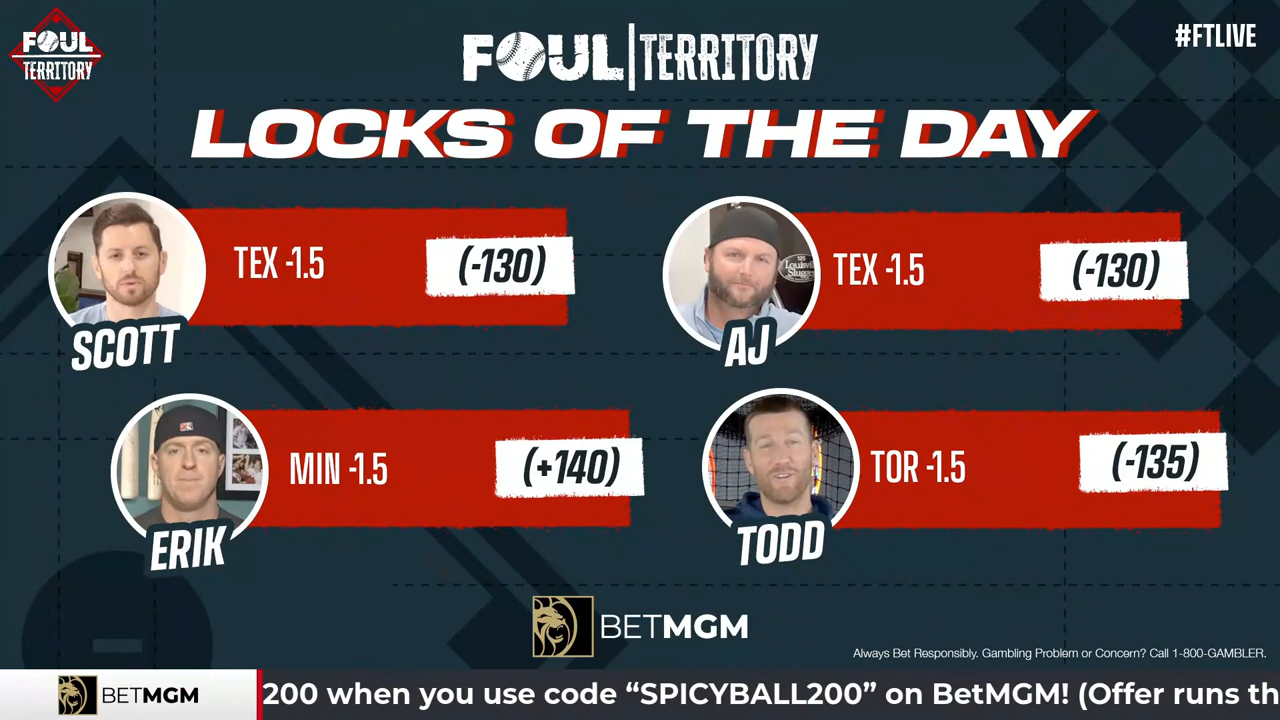 FOUL
TERRITORY
FOUL TERRITORY
#FTLIVE
LOCKS OF THE DAY
TEX -1.5
(-130)
SCOTT
TEX -1.5
(-130)
AJ
MIN -1.5
(+140)
ERIK
TOR -1.5
(-135)
TODD
BETMGM
Always Bet Responsibly. Gambling Problem or Concern? Call 1-800-GAMBLER.
BETMGM
200 when you use code “SPICYBALL200” on BetMGM! (Offer runs th